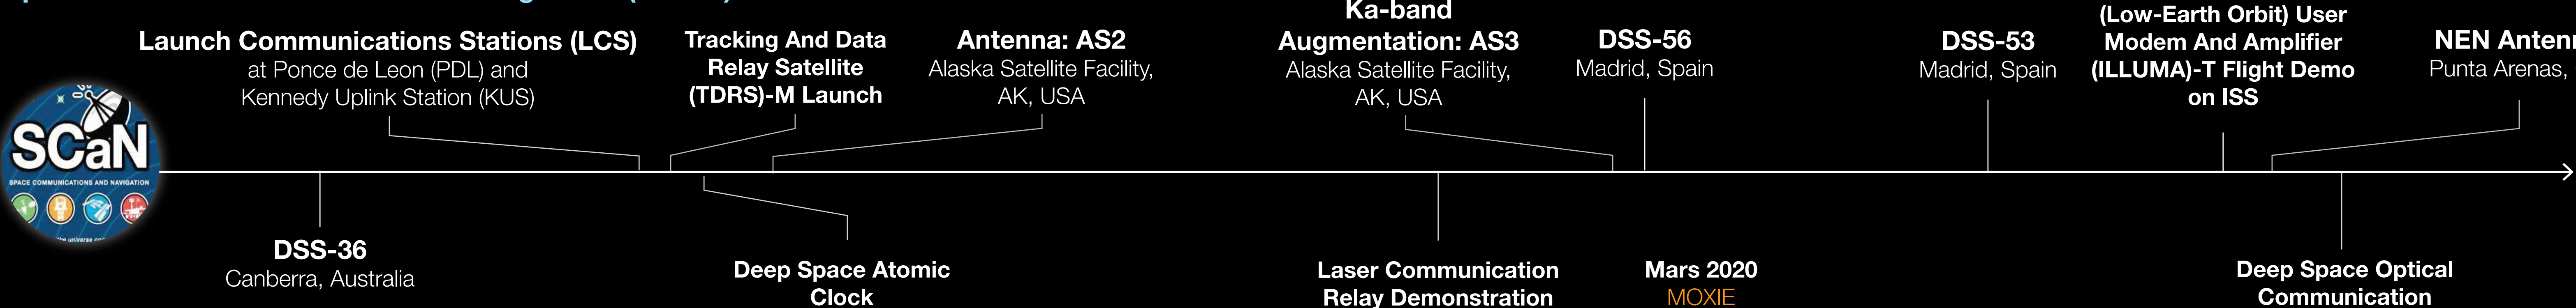 Ka-band
(Low-Earth Orbit) User
Launch Communications Stations (LCS)
at Ponce de Leon (PDL) and
Kennedy Uplink Station (KUS)
Tracking And Data
Relay Satellite
(TDRS)-M Launch
Antenna: AS2
Alaska Satellite Facility,
AK, USA
Augmentation: AS3
Alaska Satellite Facility,
AK, USA
DSS-56
Madrid, Spain
DSS-53
Madrid, Spain
Modem And Amplifier
(ILLUMA)-T Flight Demo
on ISS
NEN
Punta Arenas,
SCaN
SPACE COMMUNICATIONS AND NAVIGATION
DSS-36
Canberra, Australia
Deep Space Atomic
Clock
Laser Communication
Relay Demonstration
Mars 2020
MOXIE
Deep Space Optical
Communication